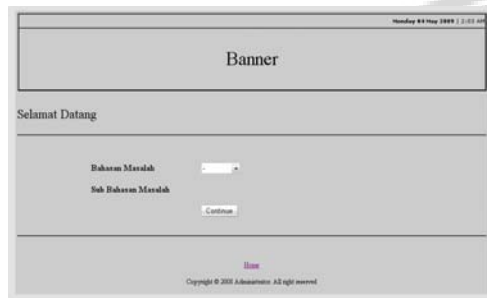 Monday 04 May 2009 | 2:03 AM
Banner
Selamat Datang
Bahasan Masalah -
Sub Bahasan Masalah
Continue
Home
Copyright © 2008 Administrator. All right reserved